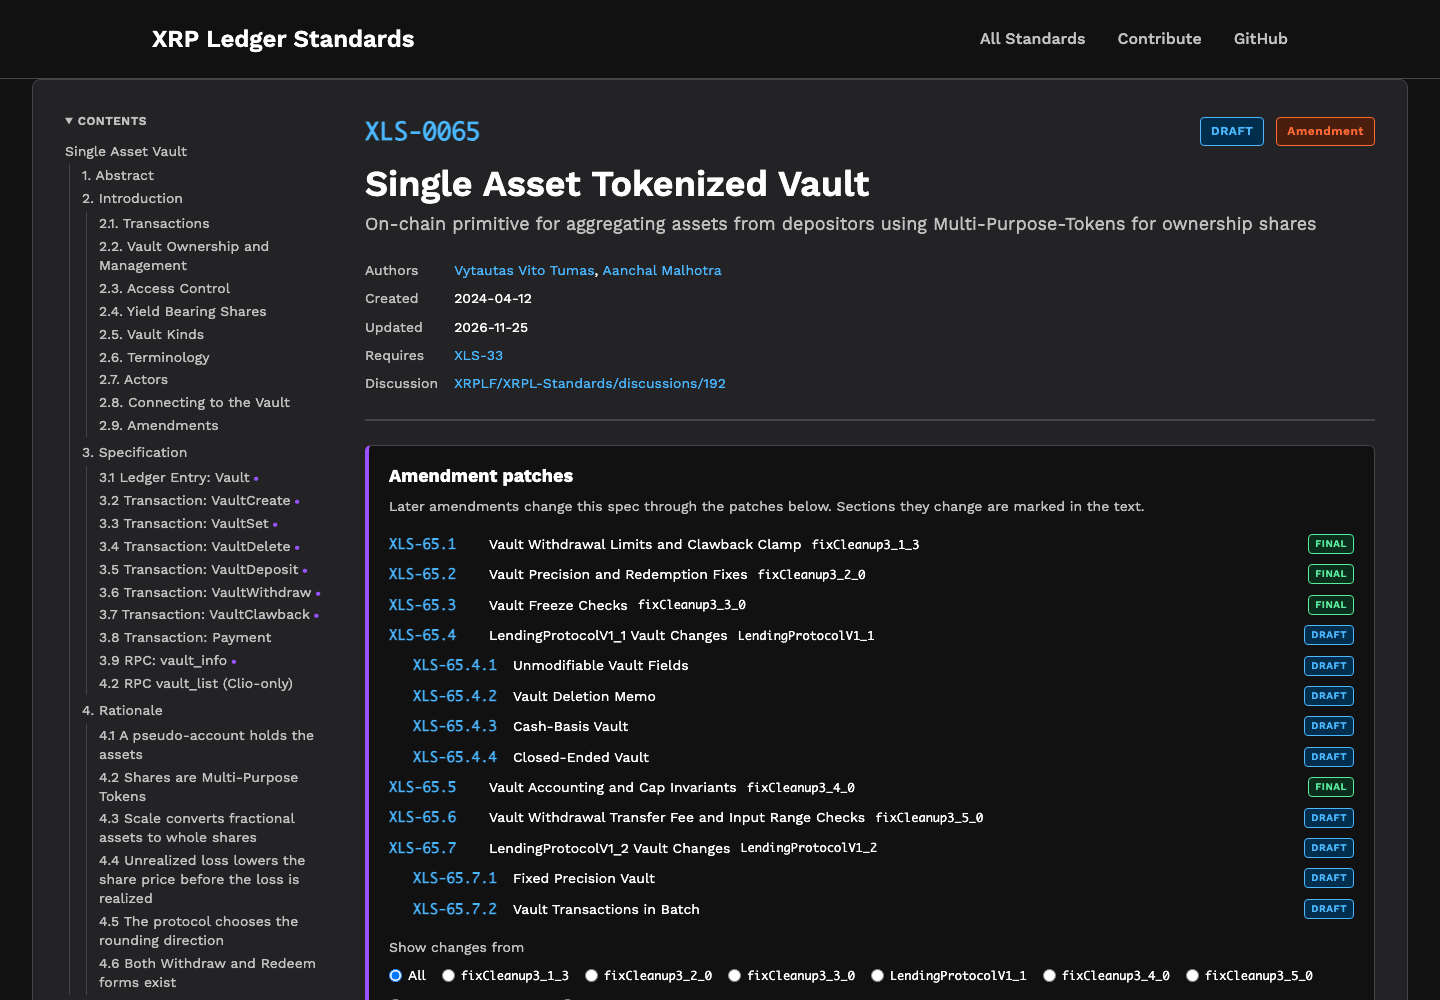 XRP Ledger Standards
All Standards Contribute GitHub
▼ CONTENTS
Single Asset Vault
1. Abstract
2. Introduction
2.1. Transactions
2.2. Vault Ownership and
Management
2.3. Access Control
2.4. Yield Bearing Shares
2.5. Vault Kinds
2.6. Terminology
2.7. Actors
2.8. Connecting to the Vault
2.9. Amendments
3. Specification
3.1 Ledger Entry: Vault •
3.2 Transaction: VaultCreate •
3.3 Transaction: VaultSet •
3.4 Transaction: VaultDelete •
3.5 Transaction: VaultDeposit •
3.6 Transaction: VaultWithdraw •
3.7 Transaction: VaultClawback •
3.8 Transaction: Payment
3.9 RPC: vault_info •
4.2 RPC vault_list (Clio-only)
4. Rationale
4.1 A pseudo-account holds the
assets
4.2 Shares are Multi-Purpose
Tokens
4.3 Scale converts fractional
assets to whole shares
4.4 Unrealized loss lowers the
share price before the loss is
realized
4.5 The protocol chooses the
rounding direction
4.6 Both Withdraw and Redeem
forms exist
XLS-0065
DRAFT Amendment
Single Asset Tokenized Vault
On-chain primitive for aggregating assets from depositors using Multi-Purpose-Tokens for ownership shares
Authors Vytautas Vito Tumas, Aanchal Malhotra
Created 2024-04-12
Updated 2026-11-25
Requires XLS-33
Discussion XRPLF/XRPL-Standards/discussions/192
Amendment patches
Later amendments change this spec through the patches below. Sections they change are marked in the text.
XLS-65.1 Vault Withdrawal Limits and Clawback Clamp fixCleanup3_1_3 FINAL
XLS-65.2 Vault Precision and Redemption Fixes fixCleanup3_2_0 FINAL
XLS-65.3 Vault Freeze Checks fixCleanup3_3_0 FINAL
XLS-65.4 LendingProtocolV1_1 Vault Changes LendingProtocolV1_1 DRAFT
XLS-65.4.1 Unmodifiable Vault Fields DRAFT
XLS-65.4.2 Vault Deletion Memo DRAFT
XLS-65.4.3 Cash-Basis Vault DRAFT
XLS-65.4.4 Closed-Ended Vault DRAFT
XLS-65.5 Vault Accounting and Cap Invariants fixCleanup3_4_0 FINAL
XLS-65.6 Vault Withdrawal Transfer Fee and Input Range Checks fixCleanup3_5_0 DRAFT
XLS-65.7 LendingProtocolV1_2 Vault Changes LendingProtocolV1_2 DRAFT
XLS-65.7.1 Fixed Precision Vault DRAFT
XLS-65.7.2 Vault Transactions in Batch DRAFT
Show changes from
All fixCleanup3_1_3 fixCleanup3_2_0 fixCleanup3_3_0 LendingProtocolV1_1 fixCleanup3_4_0 fixCleanup3_5_0